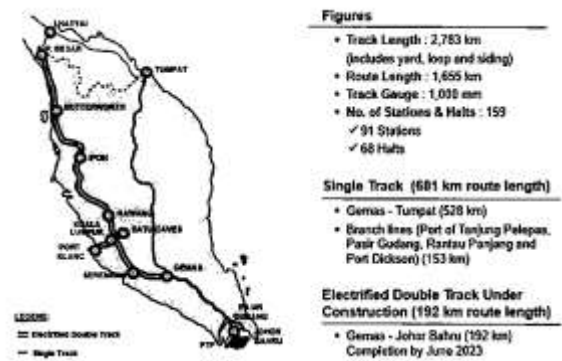 HATYAI
P. BESAR
TUMPAT
BUTTERWORTH
IPOH
RAWANG
BATU CAVES
KUALA
LUMPUR
PORT
KLANG
SEREMBAN
GEMAS
PASIR
GUDANG
JOHOR
BAHRU
PTP
LEGEND:
Electrified Double Track
Single Track
Figures
• Track Length : 2,783 km
(includes yard, loop and siding)
• Route Length : 1,655 km
• Track Gauge : 1,000 mm
• No. of Stations & Halts : 159
✓ 91 Stations
✓ 68 Halts
Single Track (681 km route length)
• Gemas - Tumpat (528 km)
• Branch lines (Port of Tanjung Pelepas,
Pasir Gudang, Rantau Panjang and
Port Dickson) (153 km)
Electrified Double Track Under
Construction (192 km route length)
• Gemas - Johor Bahru (192 km)
Completion by June 2023